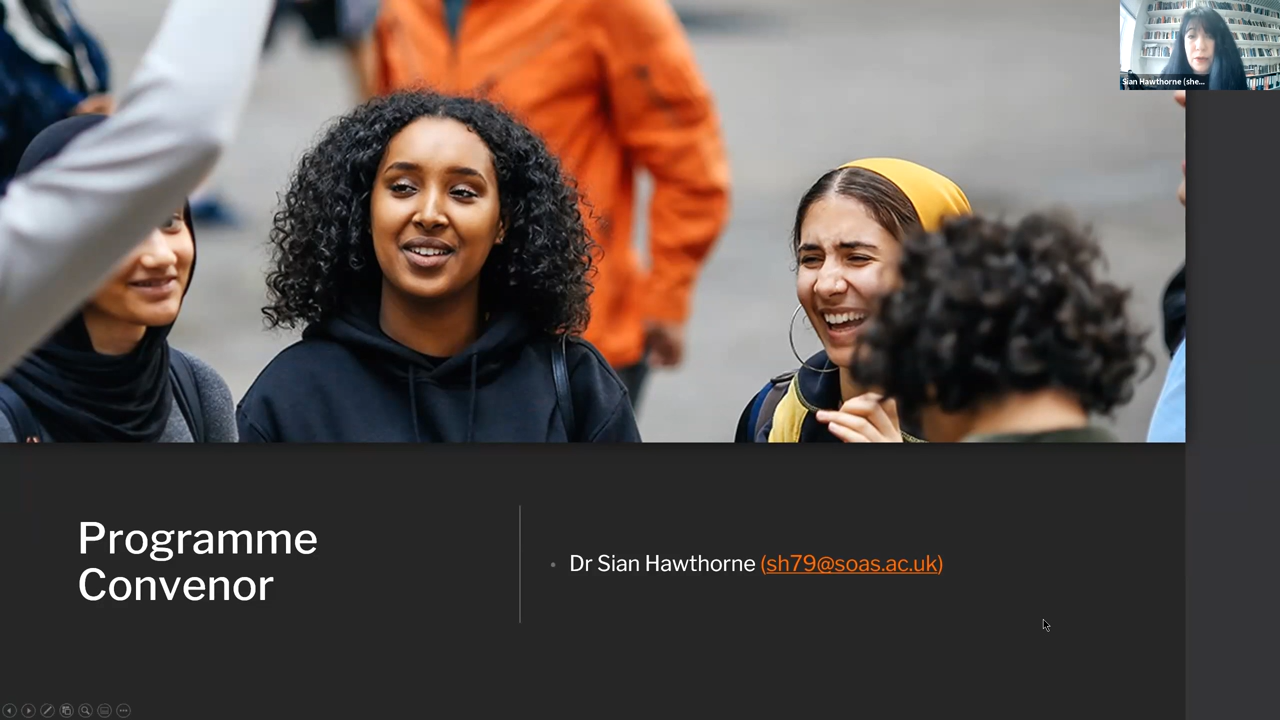 Sian Hawthorne (she...
Programme
Convenor
• Dr Sian Hawthorne (sh79@soas.ac.uk)